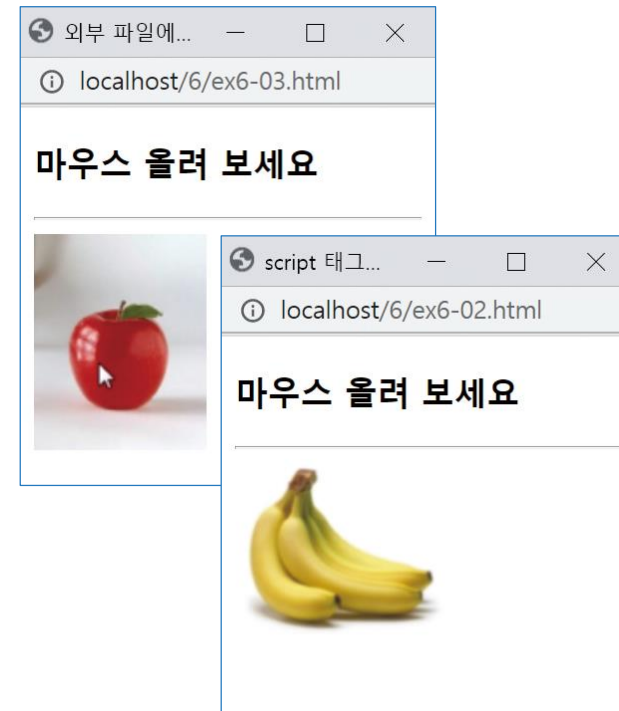 외부 파일에...
localhost/6/ex6-03.html
마우스 올려 보세요
script 태그...
localhost/6/ex6-02.html
마우스 올려 보세요